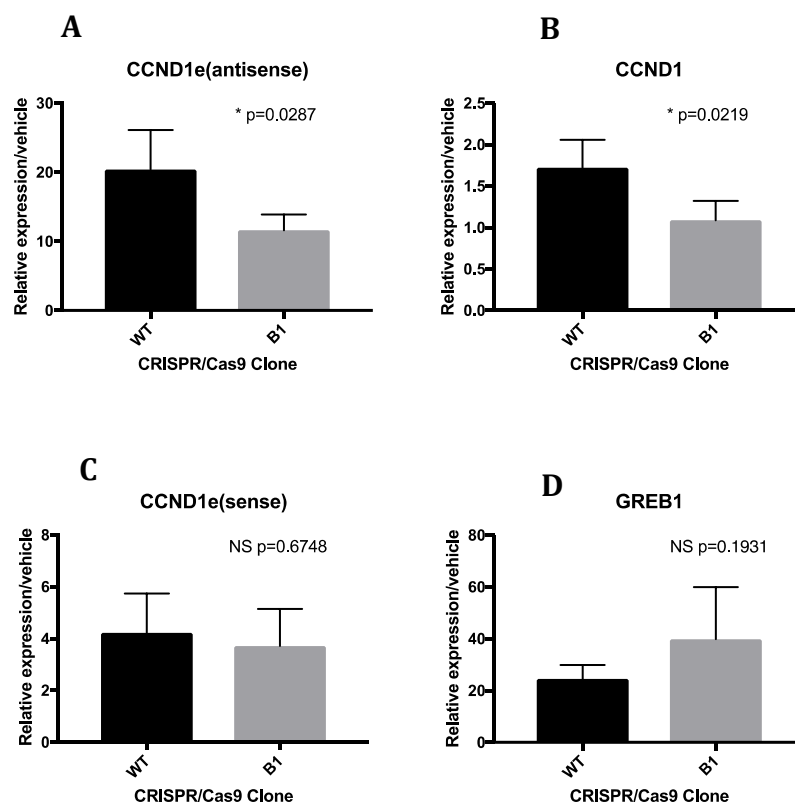 A
CCND1e(antisense)
Relative expression/vehicle
30
20
10
0
* p=0.0287
WT
B1
CRISPR/Cas9 Clone
B
CCND1
Relative expression/vehicle
2.5
2.0
1.5
1.0
0.5
0.0
* p=0.0219
WT
B1
CRISPR/Cas9 Clone
C
CCND1e(sense)
Relative expression/vehicle
8
6
4
2
0
NS p=0.6748
WT
B1
CRISPR/Cas9 Clone
D
GREB1
Relative expression/vehicle
80
60
40
20
0
NS p=0.1931
WT
B1
CRISPR/Cas9 Clone